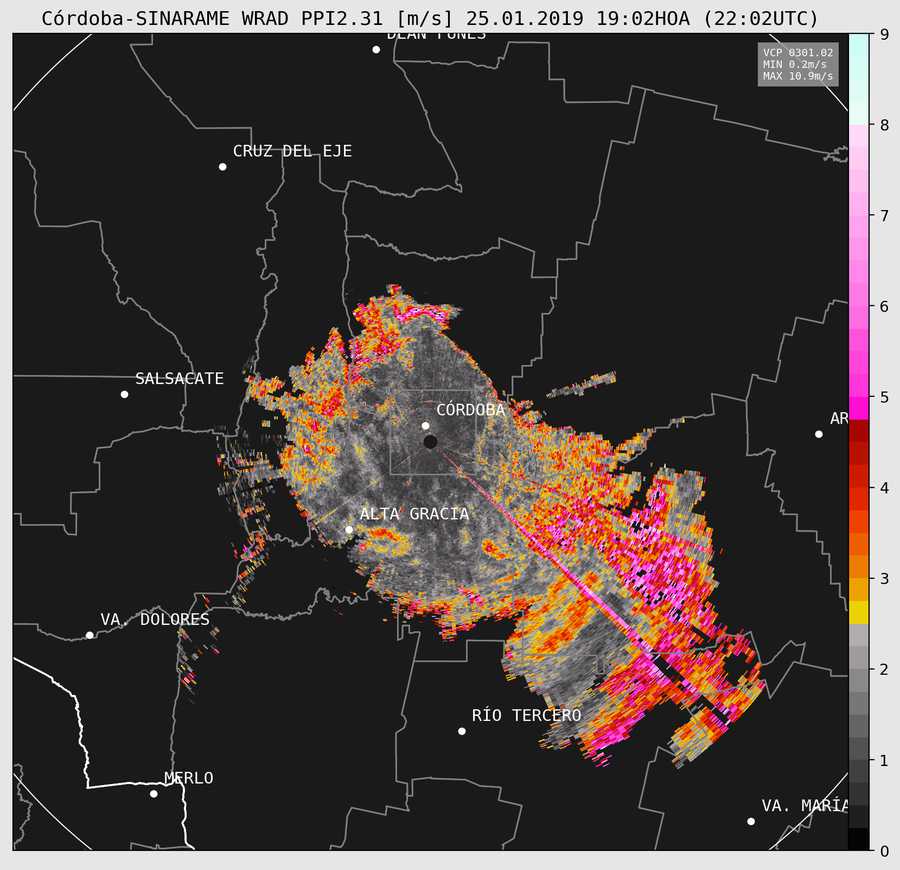 Córdoba-SINARAME WRAD PPI2.31 [m/s] 25.01.2019 19:02HOA (22:02UTC)
DEAN FUNES
VCP 0301.02
MIN 0.2m/s
MAX 10.9m/s
CRUZ DEL EJE
SALSACATE
CÓRDOBA
AR
ALTA GRACIA
VA. DOLORES
RÍO TERCERO
MERLO
VA. MARÍA
9
8
7
6
5
4
3
2
1
0